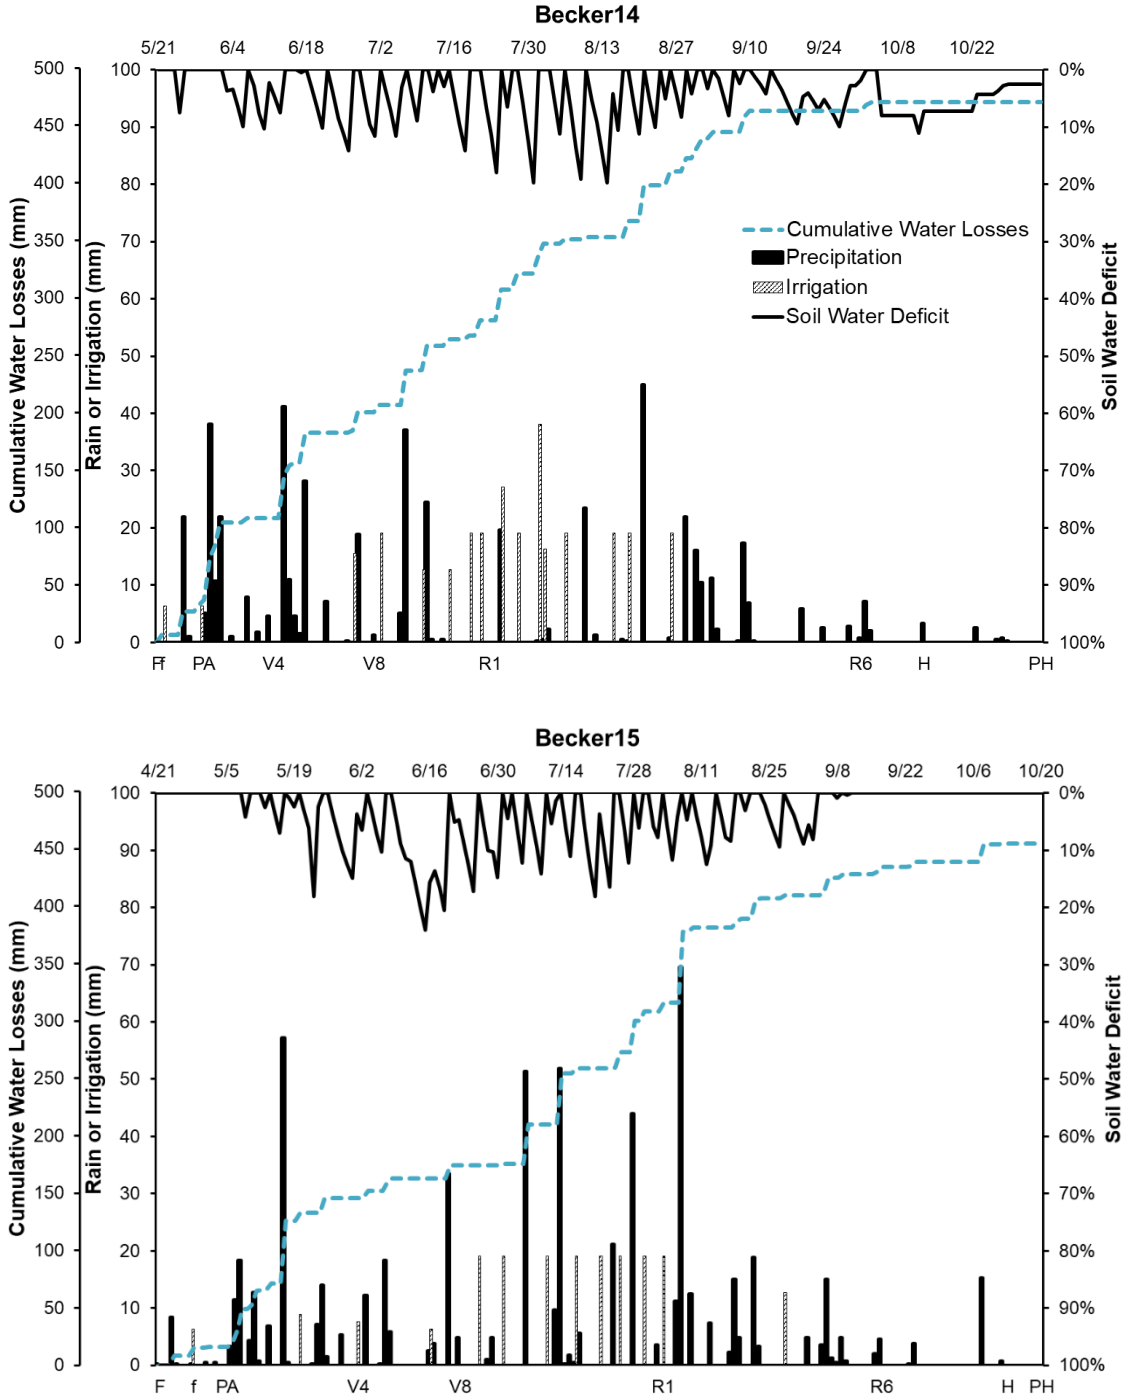 Becker14
5/21 6/4 6/18 7/2 7/16 7/30 8/13 8/27 9/10 9/24 10/8 10/22
500 100 0%
450 90 10%
400 80 20%
350 70 30%
300 60 40%
250 50 50%
200 40 60%
150 30 70%
100 20 80%
50 10 90%
0 0 100%
Cumulative Water Losses (mm)
Rain or Irrigation (mm)
Soil Water Deficit
Cumulative Water Losses
Precipitation
Irrigation
Soil Water Deficit
F f PA V4 V8 R1 R6 H PH
Becker15
4/21 5/5 5/19 6/2 6/16 6/30 7/14 7/28 8/11 8/25 9/8 9/22 10/6 10/20
500 100 0%
450 90 10%
400 80 20%
350 70 30%
300 60 40%
250 50 50%
200 40 60%
150 30 70%
100 20 80%
50 10 90%
0 0 100%
Cumulative Water Losses (mm)
Rain or Irrigation (mm)
Soil Water Deficit
F f PA V4 V8 R1 R6 H PH